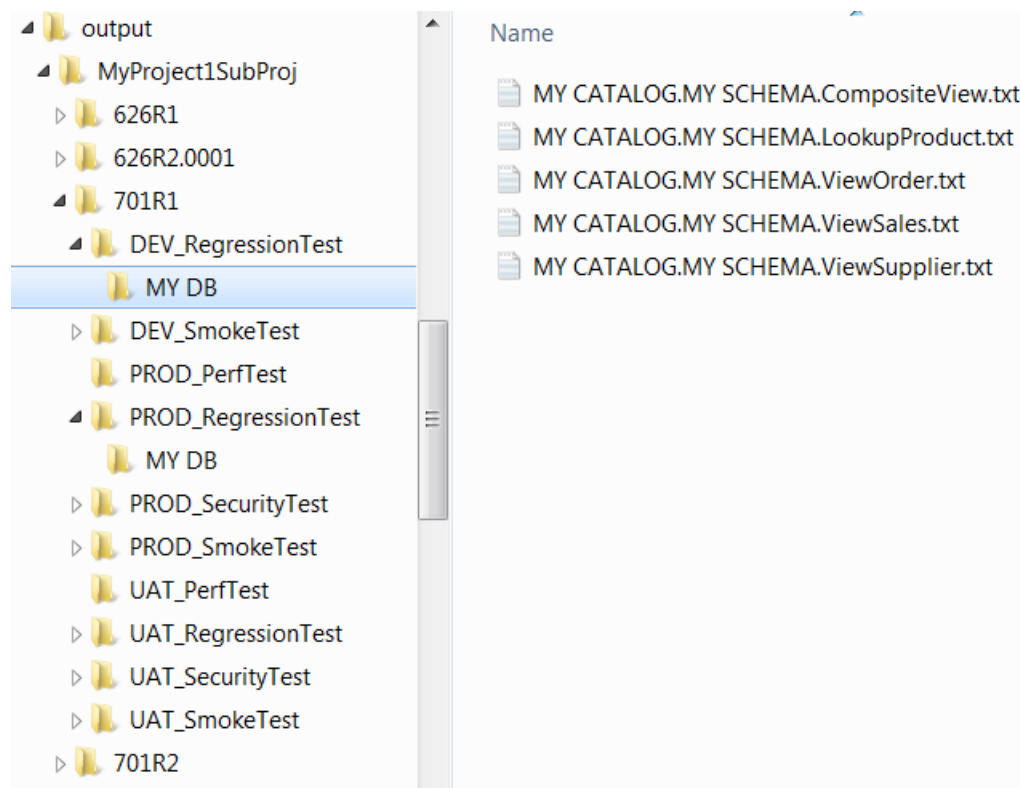 output
MyProject1SubProj
626R1
626R2.0001
701R1
DEV_RegressionTest
MY DB
DEV_SmokeTest
PROD_PerfTest
PROD_RegressionTest
MY DB
PROD_SecurityTest
PROD_SmokeTest
UAT_PerfTest
UAT_RegressionTest
UAT_SecurityTest
UAT_SmokeTest
701R2
Name
MY CATALOG.MY SCHEMA.CompositeView.txt
MY CATALOG.MY SCHEMA.LookupProduct.txt
MY CATALOG.MY SCHEMA.ViewOrder.txt
MY CATALOG.MY SCHEMA.ViewSales.txt
MY CATALOG.MY SCHEMA.ViewSupplier.txt